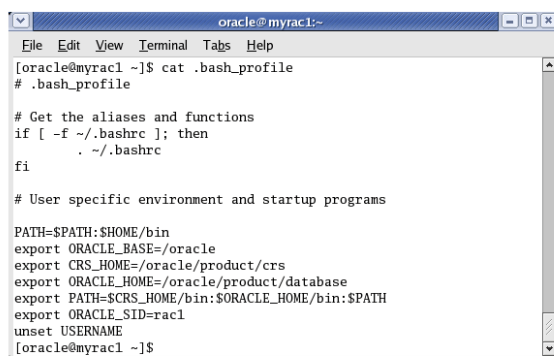 oracle@myrac1:~
File Edit View Terminal Tabs Help
[oracle@myrac1 ~]$ cat .bash_profile
# .bash_profile

# Get the aliases and functions
if [ -f ~/.bashrc ]; then
        . ~/.bashrc
fi

# User specific environment and startup programs

PATH=$PATH:$HOME/bin
export ORACLE_BASE=/oracle
export CRS_HOME=/oracle/product/crs
export ORACLE_HOME=/oracle/product/database
export PATH=$CRS_HOME/bin:$ORACLE_HOME/bin:$PATH
export ORACLE_SID=rac1
unset USERNAME
[oracle@myrac1 ~]$